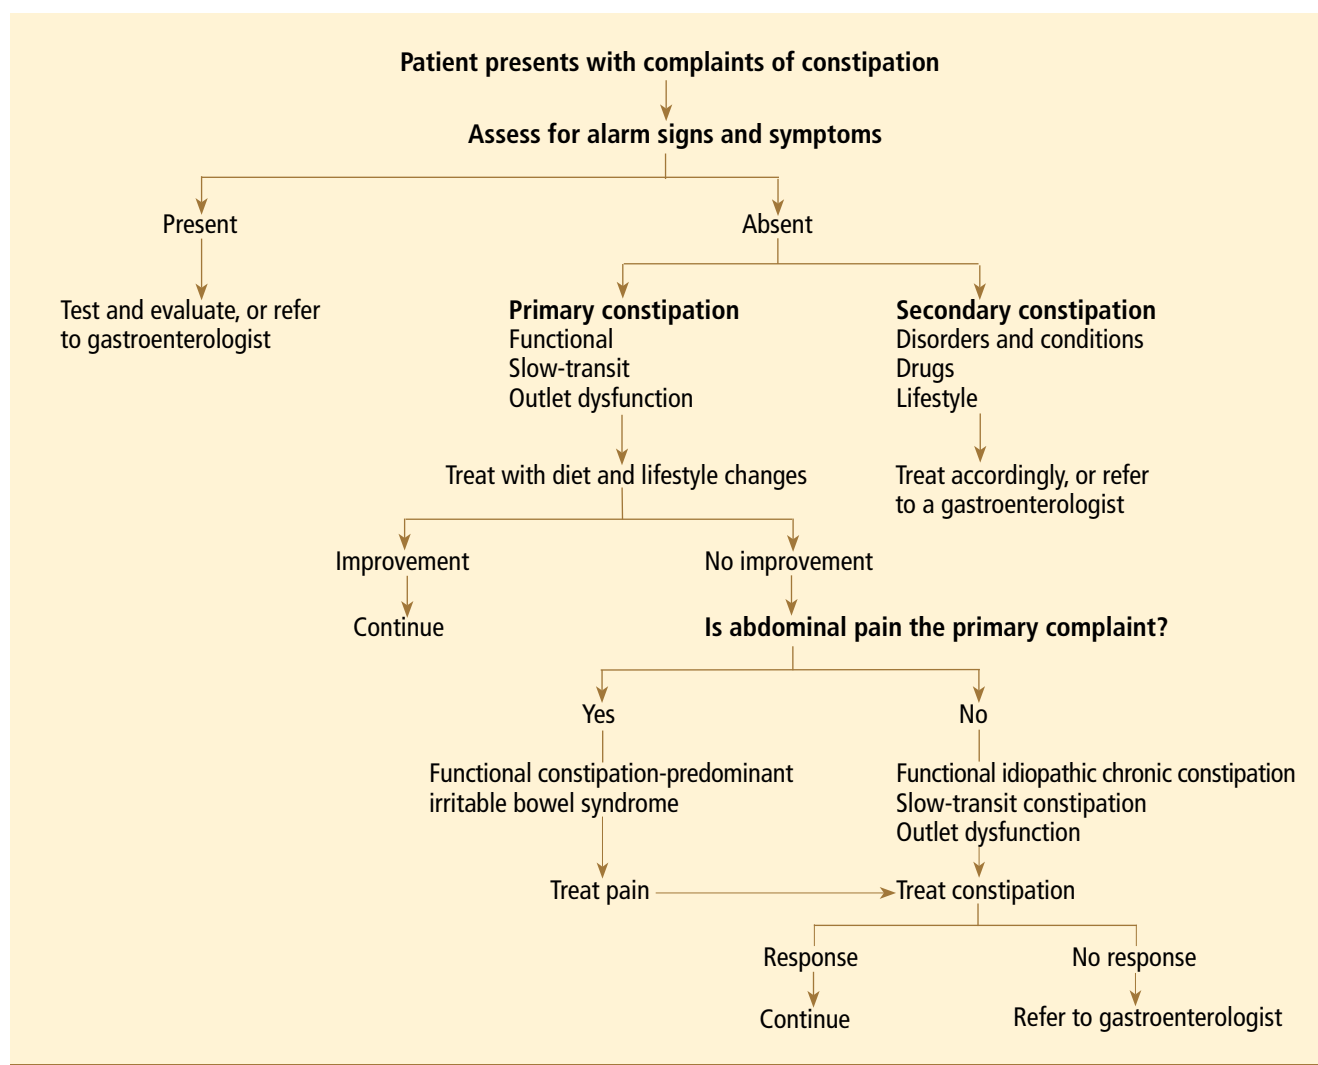 Patient presents with complaints of constipation
Assess for alarm signs and symptoms
Present
Absent
Test and evaluate, or refer
to gastroenterologist
Primary constipation
Functional
Slow-transit
Outlet dysfunction
Secondary constipation
Disorders and conditions
Drugs
Lifestyle
Treat with diet and lifestyle changes
Treat accordingly, or refer
to a gastroenterologist
Improvement
No improvement
Continue
Is abdominal pain the primary complaint?
Yes
No
Functional constipation-predominant
irritable bowel syndrome
Functional idiopathic chronic constipation
Slow-transit constipation
Outlet dysfunction
Treat pain
Treat constipation
Response
No response
Continue
Refer to gastroenterologist